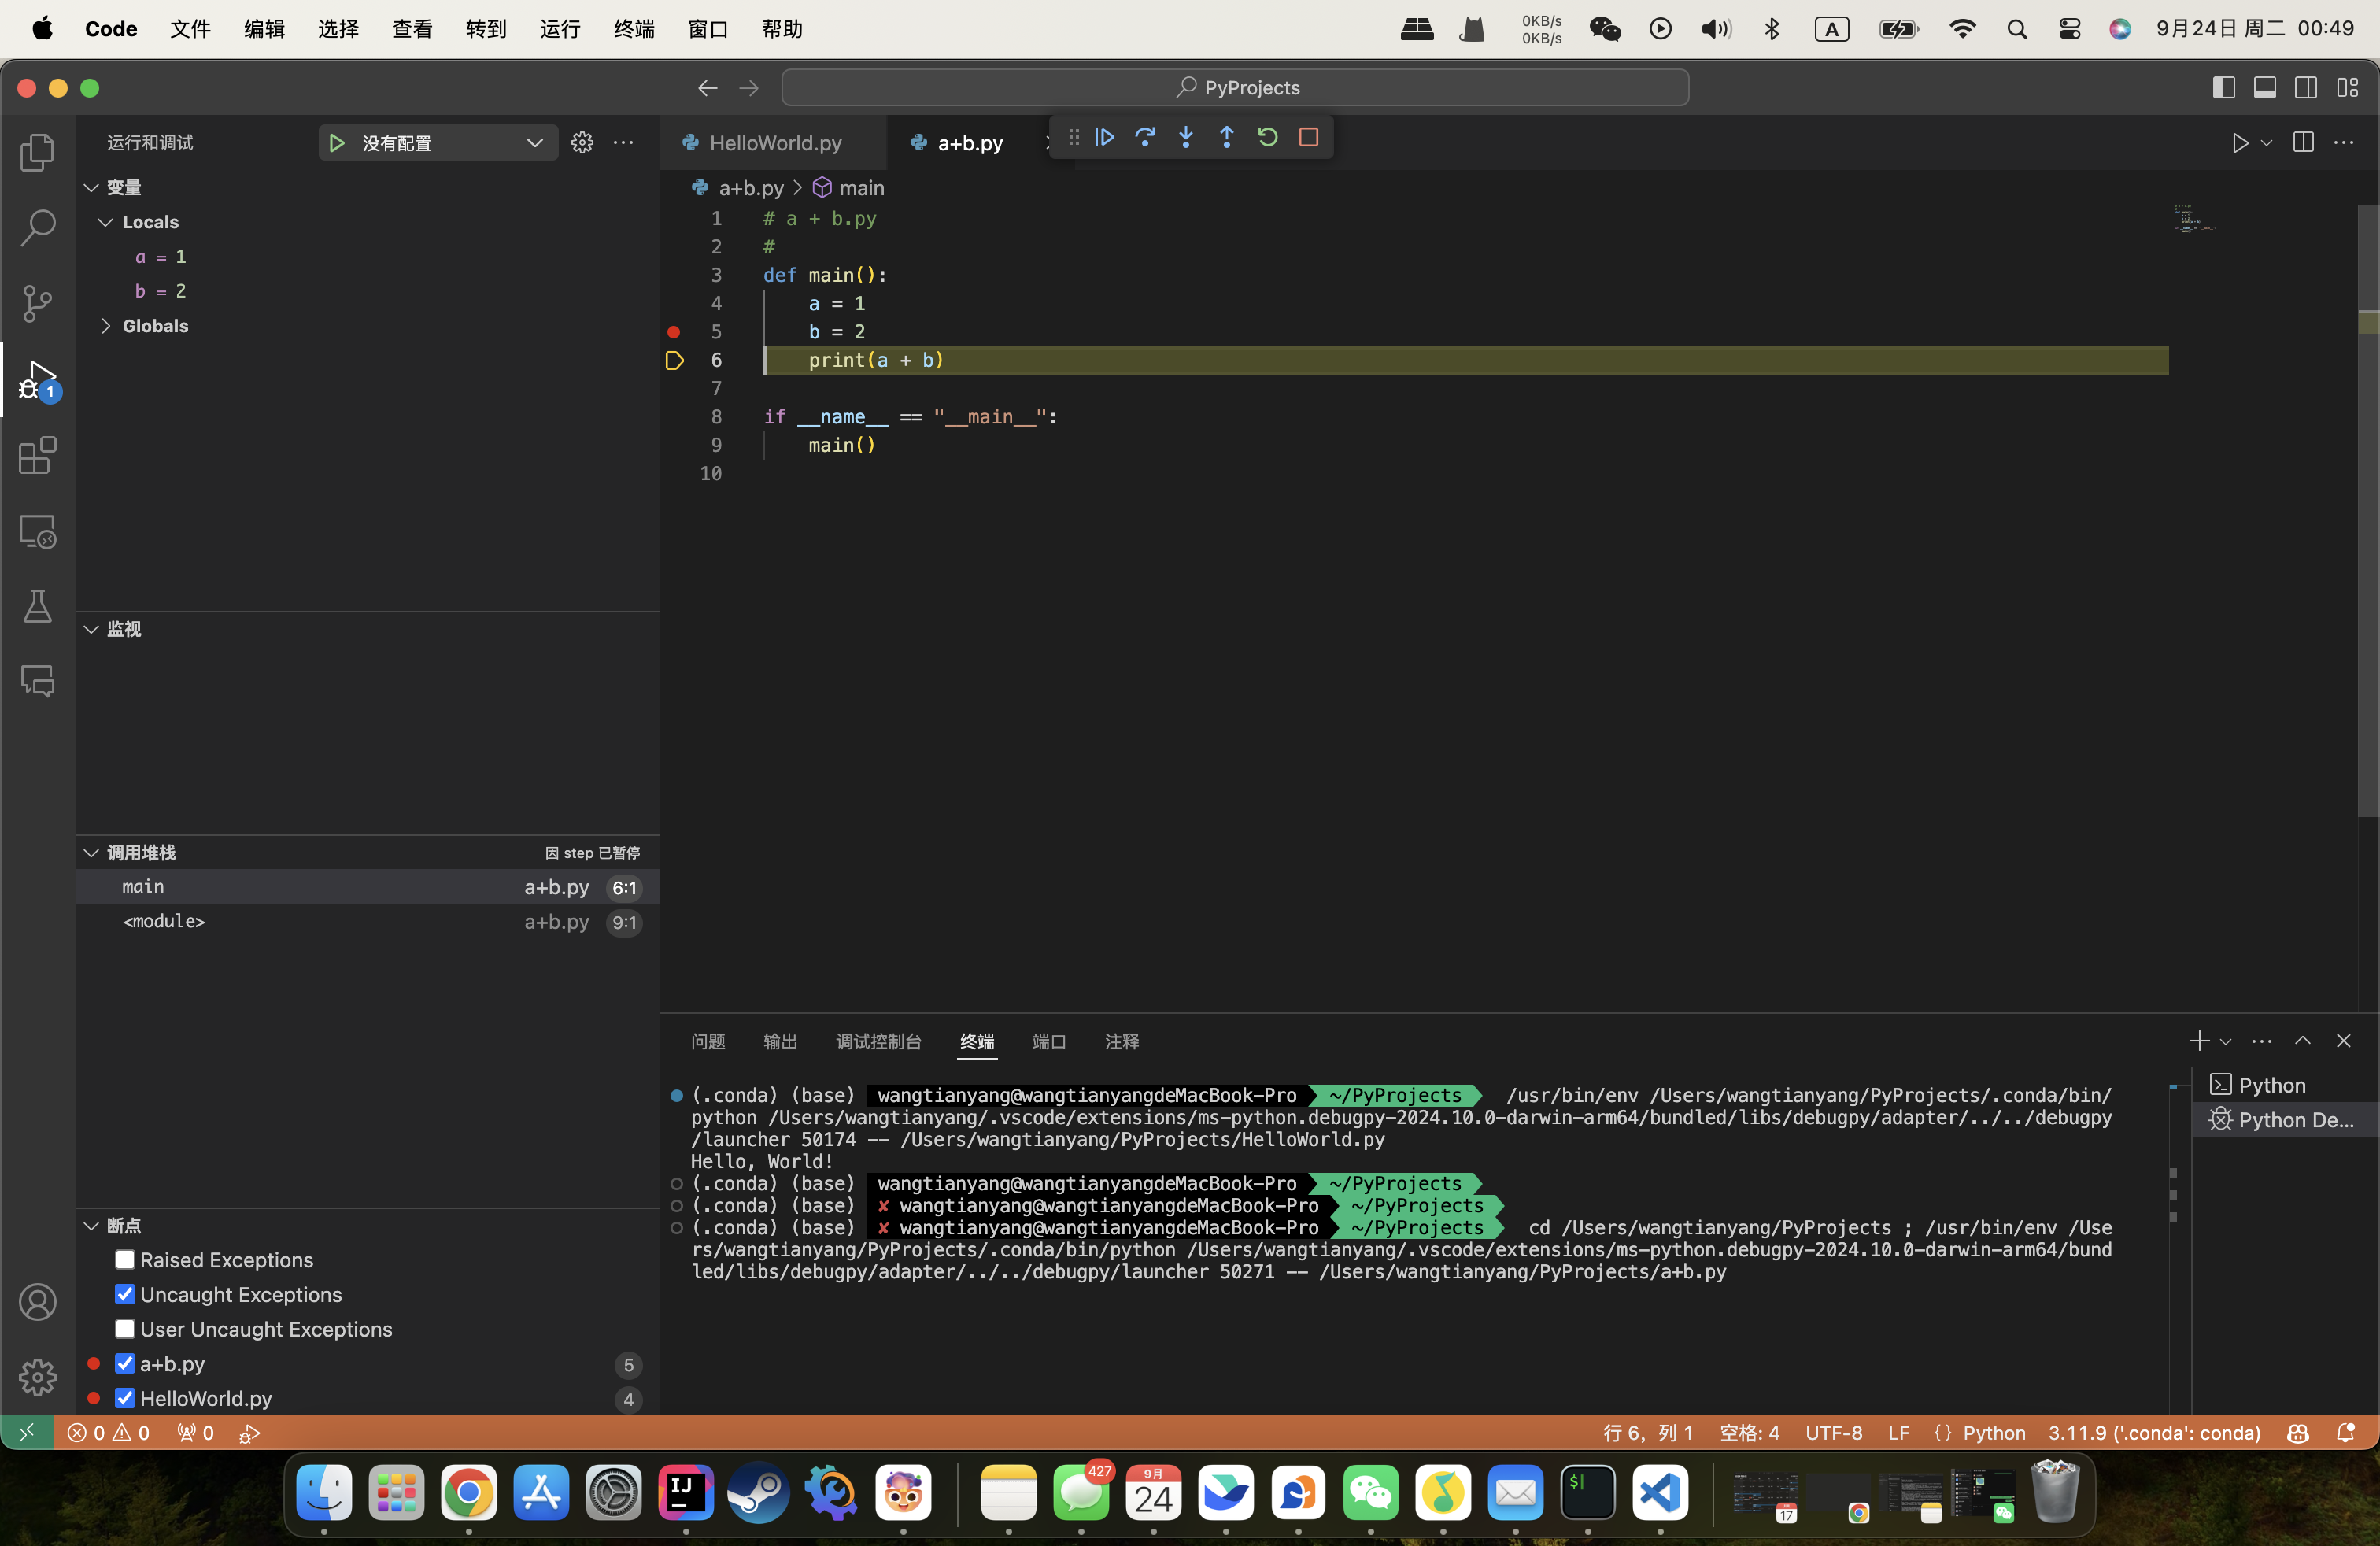 Code 文件 编辑 选择 查看 转到 运行 终端 窗口 帮助 0KB/s 0KB/s A 9月24日 周二 00:49
PyProjects
运行和调试 没有配置
变量
Locals
a = 1
b = 2
Globals
1
监视
调用堆栈 因 step 已暂停
main a+b.py 6:1
<module> a+b.py 9:1
断点
Raised Exceptions
Uncaught Exceptions
User Uncaught Exceptions
a+b.py 5
HelloWorld.py 4
HelloWorld.py a+b.py
a+b.py > main
1 # a + b.py
2 #
3 def main():
4 a = 1
5 b = 2
6 print(a + b)
7
8 if __name__ == "__main__":
9 main()
10
问题 输出 调试控制台 终端 端口 注释
(.conda) (base) wangtianyang@wangtianyangdeMacBook-Pro ~/PyProjects /usr/bin/env /Users/wangtianyang/PyProjects/.conda/bin/
python /Users/wangtianyang/.vscode/extensions/ms-python.debugpy-2024.10.0-darwin-arm64/bundled/libs/debugpy/adapter/../../debugpy
/launcher 50174 -- /Users/wangtianyang/PyProjects/HelloWorld.py
Hello, World!
(.conda) (base) wangtianyang@wangtianyangdeMacBook-Pro ~/PyProjects
(.conda) (base) ✘ wangtianyang@wangtianyangdeMacBook-Pro ~/PyProjects
(.conda) (base) ✘ wangtianyang@wangtianyangdeMacBook-Pro ~/PyProjects cd /Users/wangtianyang/PyProjects ; /usr/bin/env /Use
rs/wangtianyang/PyProjects/.conda/bin/python /Users/wangtianyang/.vscode/extensions/ms-python.debugpy-2024.10.0-darwin-arm64/bund
led/libs/debugpy/adapter/../../debugpy/launcher 50271 -- /Users/wangtianyang/PyProjects/a+b.py
Python
Python De...
0 0 0 行 6, 列 1 空格: 4 UTF-8 LF {} Python 3.11.9 ('.conda': conda)
IJ 427 9月 24 $ 17